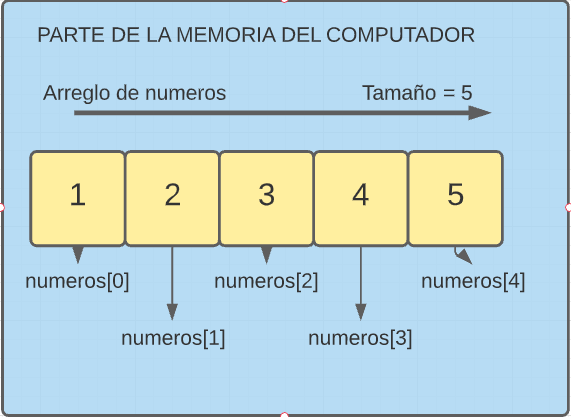 PARTE DE LA MEMORIA DEL COMPUTADOR
Arreglo de numeros Tamaño = 5
1 2 3 4 5
numeros[0] numeros[2] numeros[4]
numeros[1] numeros[3]